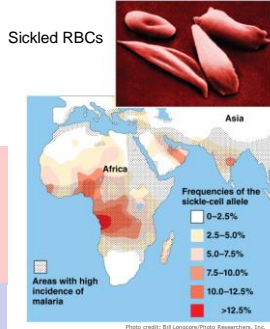 Sickled RBCs
Asia
Africa
Frequencies of the
sickle-cell allele
0–2.5%
2.5–5.0%
5.0–7.5%
7.5–10.0%
10.0–12.5%
>12.5%
Areas with high
incidence of
malaria
Photo credit: Bill Longcore/Photo Researchers, Inc.